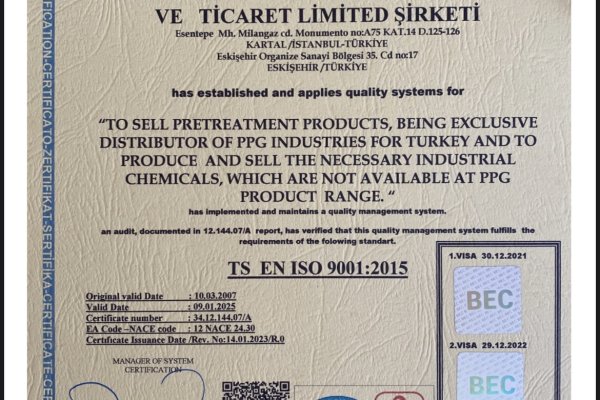 VE TİCARET LİMİTED ŞİRKETİ
Esentepe Mh. Milangaz cd. Monumento no:A75 KAT.14 D.125-126
KARTAL /İSTANBUL-TÜRKİYE
Eskişehir Organize Sanayi Bölgesi 35. Cd no:17
ESKİŞEHİR /TÜRKİYE
has established and applies quality systems for
“TO SELL PRETREATMENT PRODUCTS, BEING EXCLUSIVE
DISTRIBUTOR OF PPG INDUSTRIES FOR TURKEY AND TO
PRODUCE AND SELL THE NECESSARY INDUSTRIAL
CHEMICALS, WHICH ARE NOT AVAILABLE AT PPG
PRODUCT RANGE. “
has implemented and maintains a quality management system.
an audit, documented in 12.144.07/A report, has verified that this quality management system fulfills the
requirements of the folowing standart.
TS EN ISO 9001:2015
Original valid Date : 10.03.2007
Valid Date : 09.01.2025
Certificate number : 34.12.144.07/A
EA Code –NACE code : 12 NACE 24.30
Certificate Issuance Date /Rev. No:14.01.2023/R.0
MANAGER OF SYSTEM
CERTIFICATION
1.VISA 30.12.2021
BEC
2.VISA 29.12.2022
BEC
FICATION-CERTIFICATO-ZERTIFIKAT-SERTIFİKA-CERTIFICATE-CE